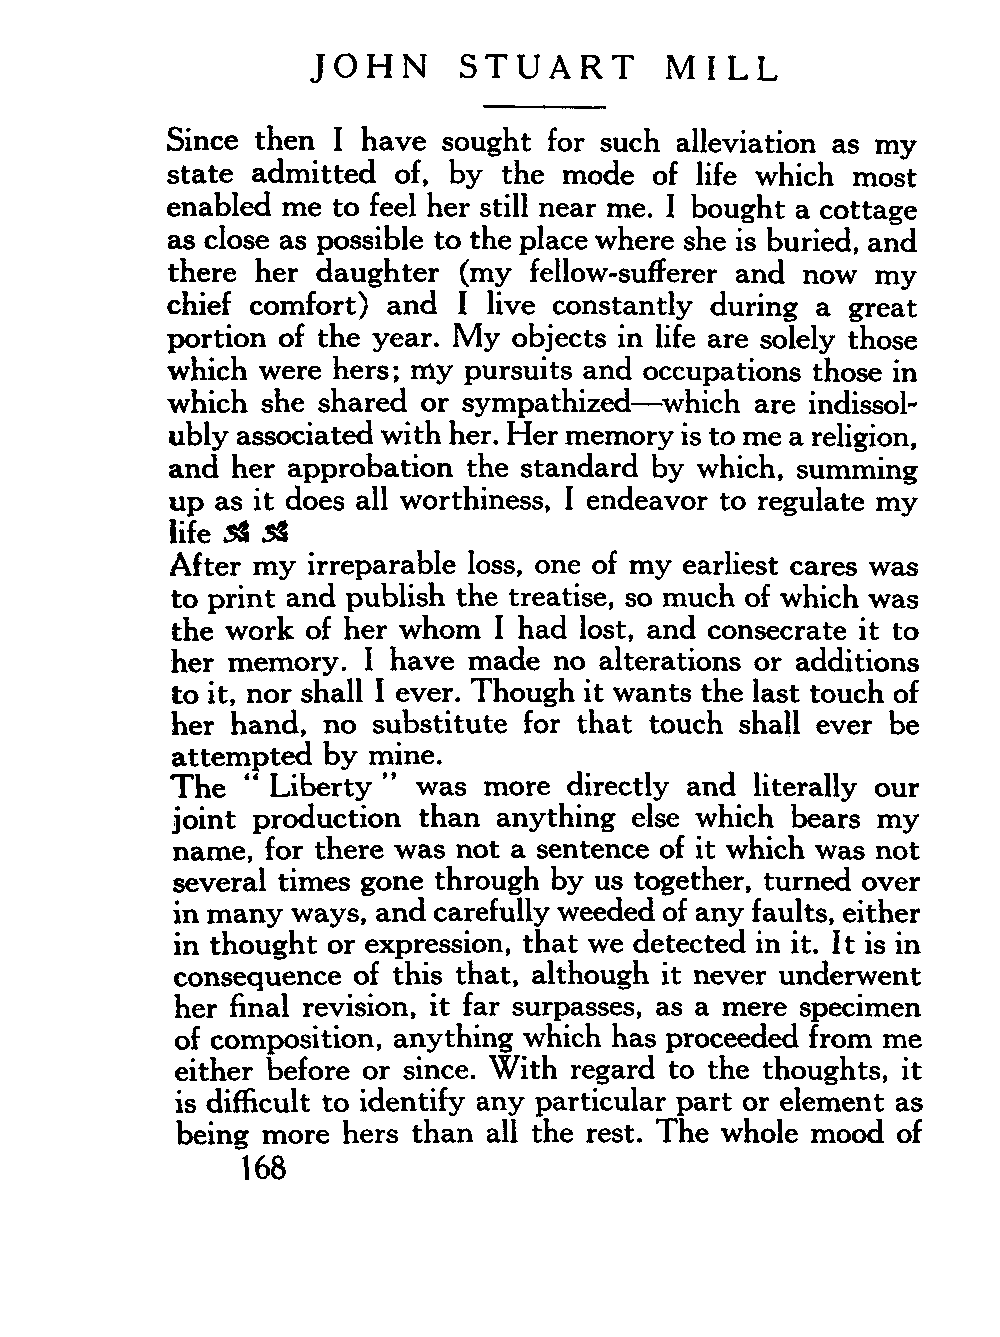 JOHN STUART MILL
Since then I have sought for such alleviation as my
state admitted of, by the mode of life which most
enabled me to feel her still near me. I bought a cottage
as close as possible to the place where she is buried, and
there her daughter (my fellow-sufferer and now my
chief comfort) and I live constantly during a great
portion of the year. My objects in life are solely those
which were hers; my pursuits and occupations those in
which she shared or sympathized—which are indissol-
ubly associated with her. Her memory is to me a religion,
and her approbation the standard by which, summing
up as it does all worthiness, I endeavor to regulate my
life
After my irreparable loss, one of my earliest cares was
to print and publish the treatise, so much of which was
the work of her whom I had lost, and consecrate it to
her memory. I have made no alterations or additions
to it, nor shall I ever. Though it wants the last touch of
her hand, no substitute for that touch shall ever be
attempted by mine.
The “Liberty” was more directly and literally our
joint production than anything else which bears my
name, for there was not a sentence of it which was not
several times gone through by us together, turned over
in many ways, and carefully weeded of any faults, either
in thought or expression, that we detected in it. It is in
consequence of this that, although it never underwent
her final revision, it far surpasses, as a mere specimen
of composition, anything which has proceeded from me
either before or since. With regard to the thoughts, it
is difficult to identify any particular part or element as
being more hers than all the rest. The whole mood of
168